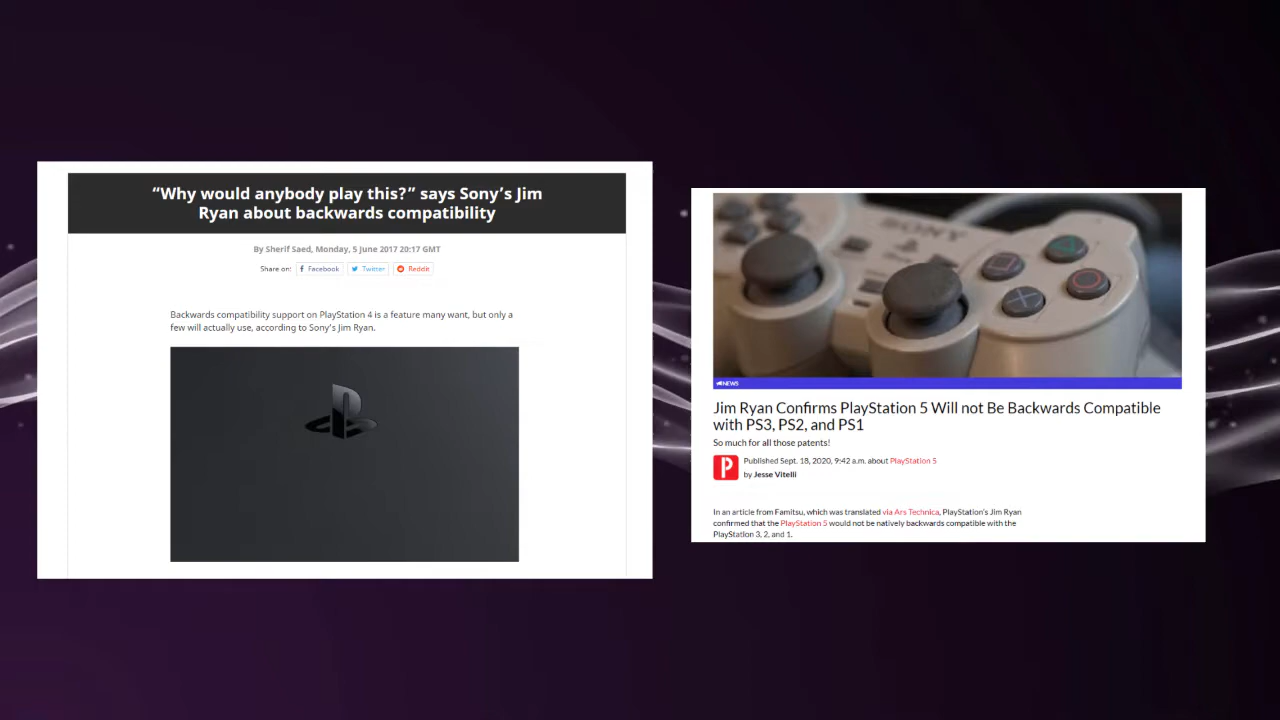 “Why would anybody play this?” says Sony’s Jim
Ryan about backwards compatibility
By Sherif Saed, Monday, 5 June 2017 20:17 GMT
Share on: Facebook Twitter Reddit
Backwards compatibility support on PlayStation 4 is a feature many want, but only a
few will actually use, according to Sony’s Jim Ryan.
SONY
NEWS
Jim Ryan Confirms PlayStation 5 Will not Be Backwards Compatible
with PS3, PS2, and PS1
So much for all those patents!
Published Sept. 18, 2020, 9:42 a.m. about PlayStation 5
by Jesse Vitelli
In an article from Famitsu, which was translated via Ars Technica, PlayStation's Jim Ryan
confirmed that the PlayStation 5 would not be natively backwards compatible with the
PlayStation 3, 2, and 1.